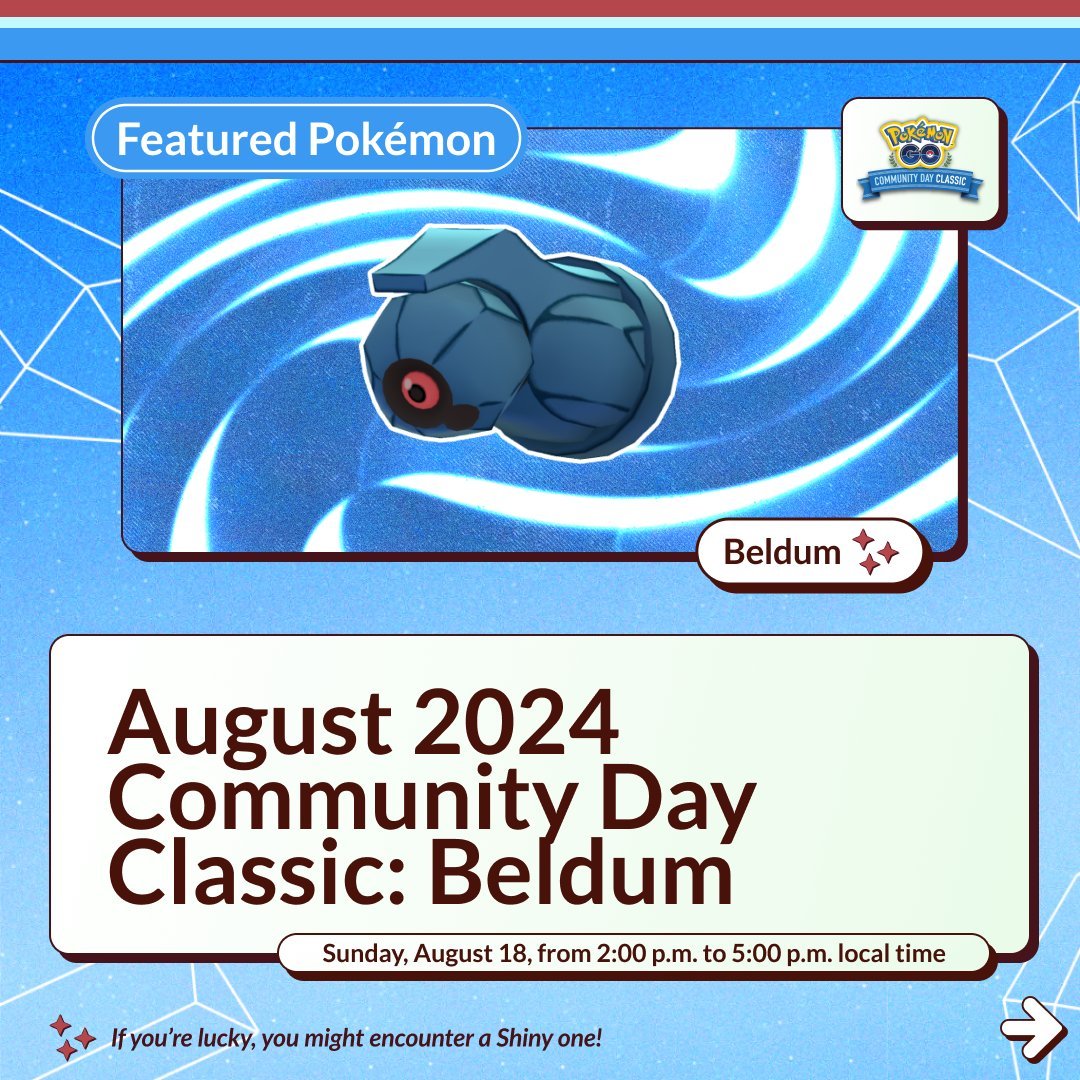 Featured Pokémon
POKÉMON
GO
COMMUNITY DAY CLASSIC
Beldum
August 2024
Community Day
Classic: Beldum
Sunday, August 18, from 2:00 p.m. to 5:00 p.m. local time
If you’re lucky, you might encounter a Shiny one!